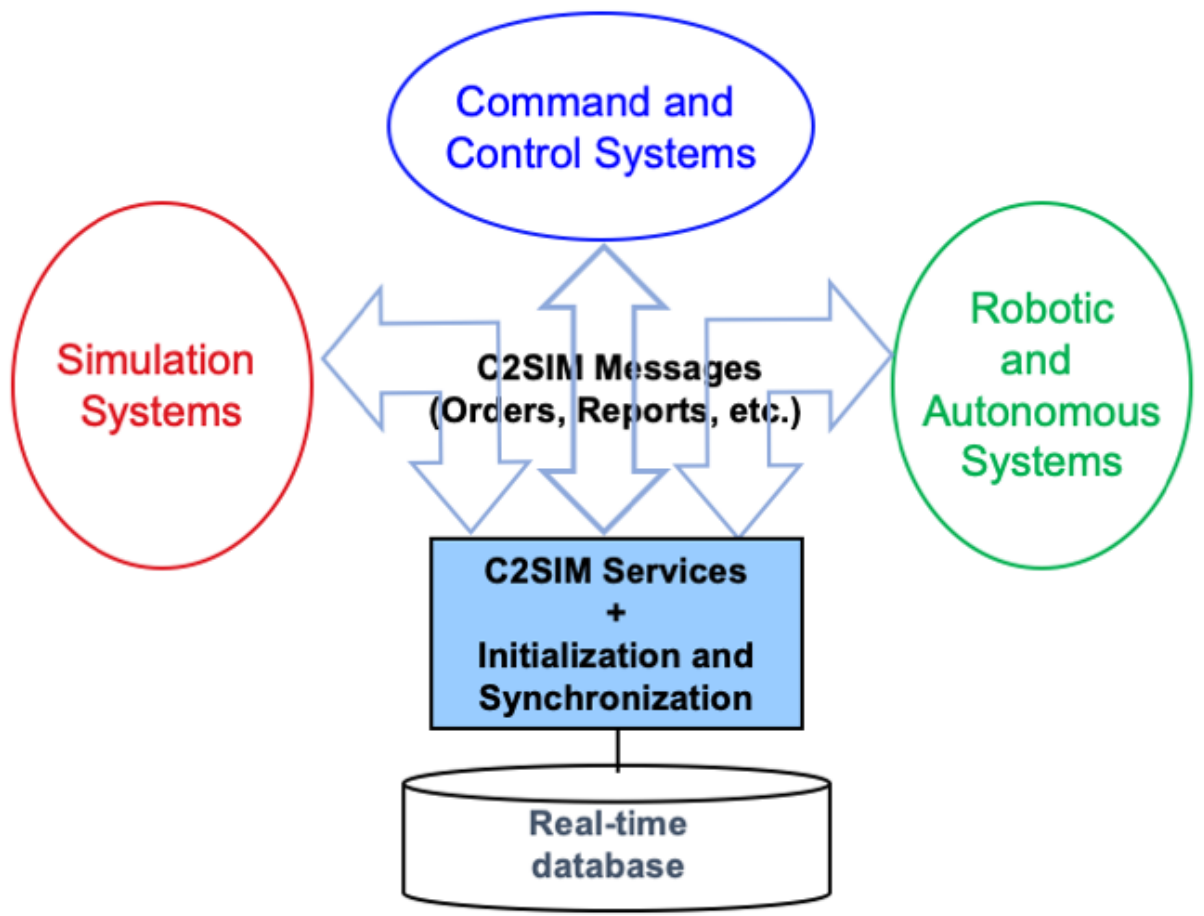 Command and
Control Systems
Simulation
Systems
C2SIM Messages
(Orders, Reports, etc.)
Robotic
and
Autonomous
Systems
C2SIM Services
+
Initialization and
Synchronization
Real-time
database